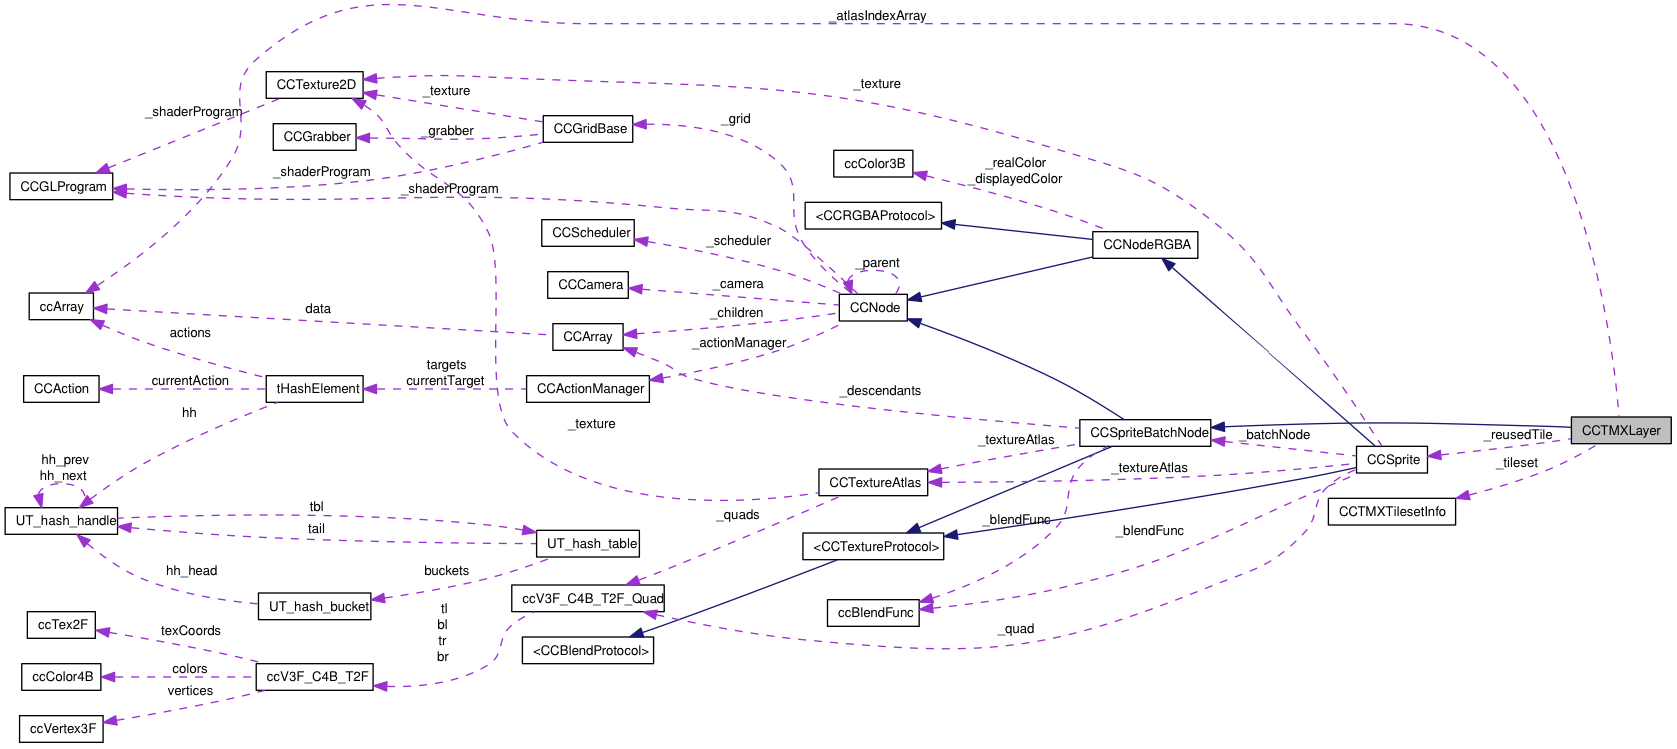 _atlasIndexArray
CCTexture2D
_texture
_texture
_shaderProgram
CCGrabber
_grabber
CCGridBase
_grid
ccColor3B
_realColor
_displayedColor
CCGLProgram
_shaderProgram
_shaderProgram
<CCRGBAProtocol>
CCScheduler
_scheduler
CCNodeRGBA
_parent
CCCamera
_camera
CCNode
ccArray
data
_children
CCArray
actions
_actionManager
targets
currentTarget
CCAction
currentAction
tHashElement
CCActionManager
_descendants
hh
_texture
CCSpriteBatchNode
_batchNode
_reusedTile
CCTMXLayer
_textureAtlas
CCSprite
_tileset
hh_prev
hh_next
_textureAtlas
CCTextureAtlas
CCTMXTilesetInfo
UT_hash_handle
tbl
tail
_quads
_blendFunc
_blendFunc
UT_hash_table
<CCTextureProtocol>
hh_head
buckets
UT_hash_bucket
ccV3F_C4B_T2F_Quad
ccBlendFunc
tl
bl
tr
br
ccTex2F
texCoords
_quad
<CCBlendProtocol>
ccColor4B
colors
ccV3F_C4B_T2F
vertices
ccVertex3F